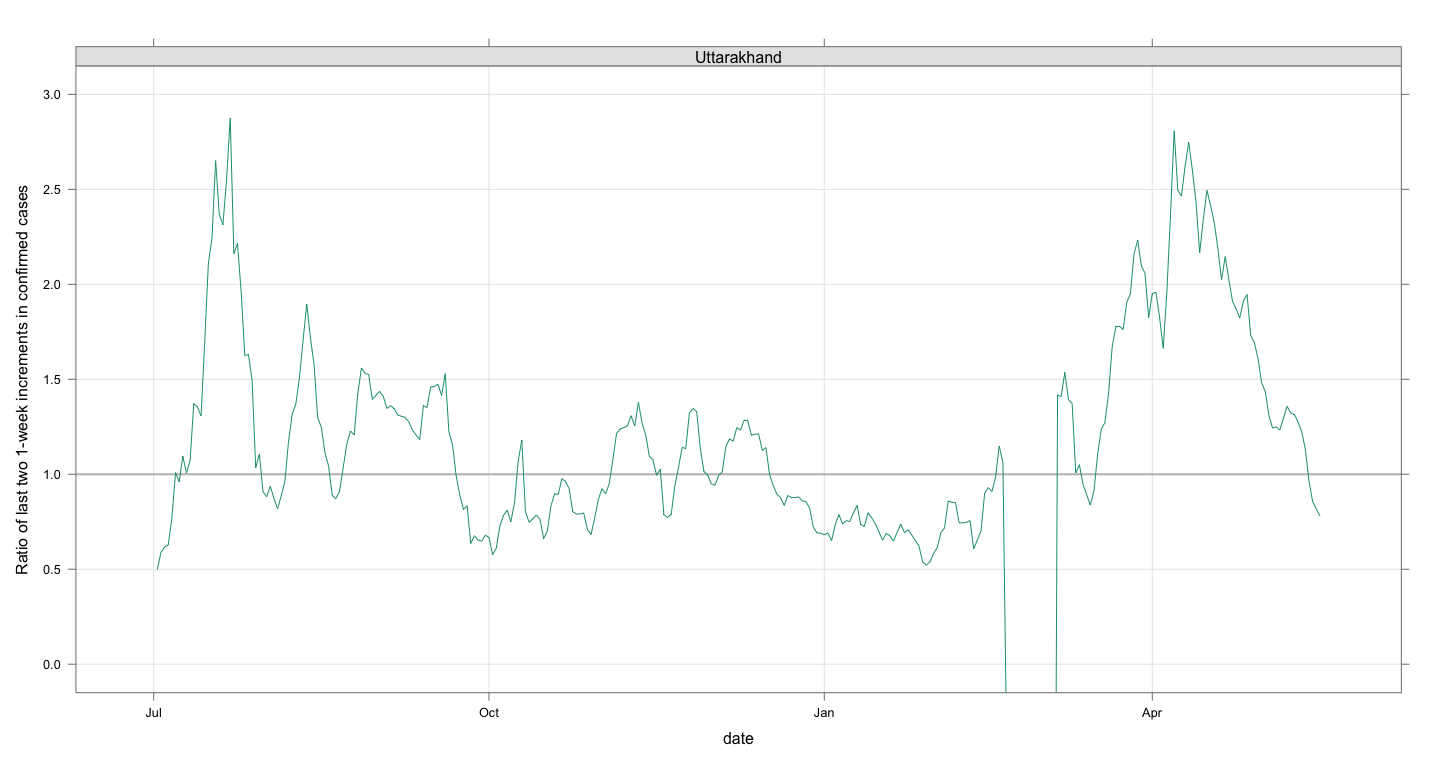 Uttarakhand
Ratio of last two 1-week increments in confirmed cases
3.0
2.5
2.0
1.5
1.0
0.5
0.0
Jul Oct Jan Apr
date